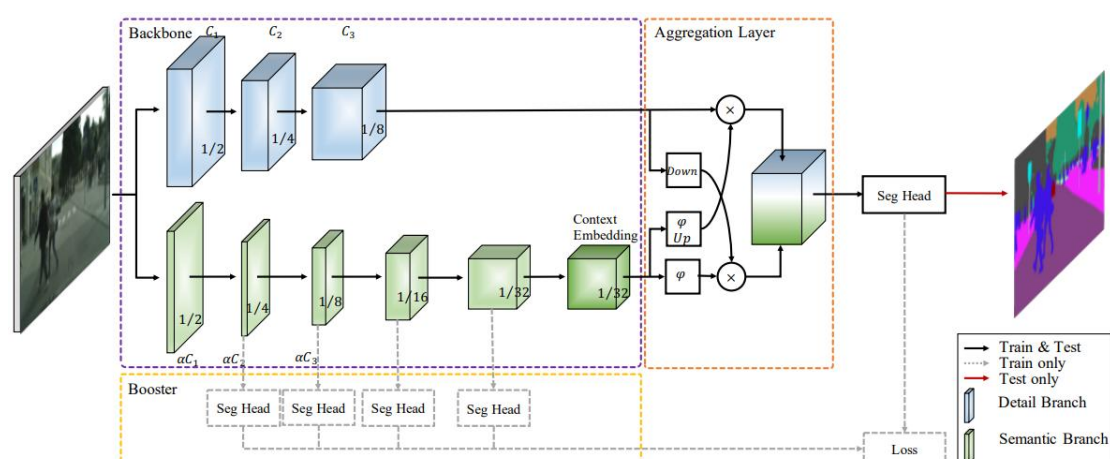 Backbone
C₁
C₂
C₃
Aggregation Layer
1/2
1/4
1/8
×
Down
Context
Embedding
φ
Up
φ
×
Seg Head
1/2
1/4
1/8
1/16
1/32
1/32
αC₁
αC₂
αC₃
Booster
Seg Head
Seg Head
Seg Head
Seg Head
Loss
Train & Test
Train only
Test only
Detail Branch
Semantic Branch